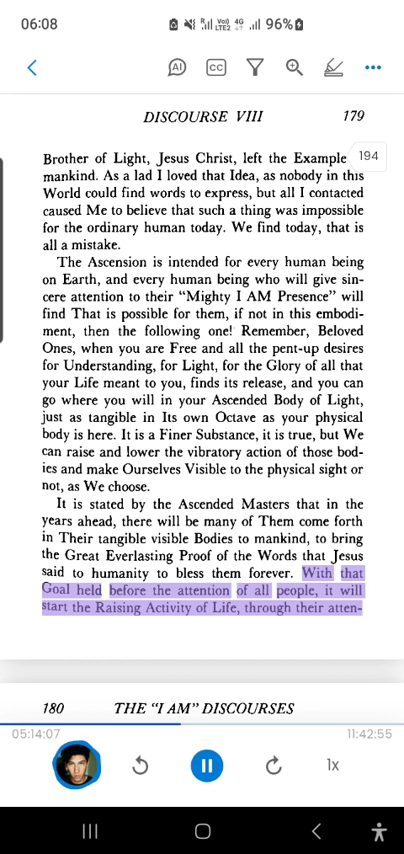 06:08
R
Vo))
LTE2
4G
96%
AI
CC
DISCOURSE VIII 179
194
Brother of Light, Jesus Christ, left the Example
mankind. As a lad I loved that Idea, as nobody in this
World could find words to express, but all I contacted
caused Me to believe that such a thing was impossible
for the ordinary human today. We find today, that is
all a mistake.
The Ascension is intended for every human being
on Earth, and every human being who will give sin-
cere attention to their “Mighty I AM Presence” will
find That is possible for them, if not in this embodi-
ment, then the following one! Remember, Beloved
Ones, when you are Free and all the pent-up desires
for Understanding, for Light, for the Glory of all that
your Life meant to you, finds its release, and you can
go where you will in your Ascended Body of Light,
just as tangible in Its own Octave as your physical
body is here. It is a Finer Substance, it is true, but We
can raise and lower the vibratory action of those bod-
ies and make Ourselves Visible to the physical sight or
not, as We choose.
It is stated by the Ascended Masters that in the
years ahead, there will be many of Them come forth
in Their tangible visible Bodies to mankind, to bring
the Great Everlasting Proof of the Words that Jesus
said to humanity to bless them forever. With that
Goal held before the attention of all people, it will
start the Raising Activity of Life, through their atten-
180 THE “I AM” DISCOURSES
05:14:07 11:42:55
1x